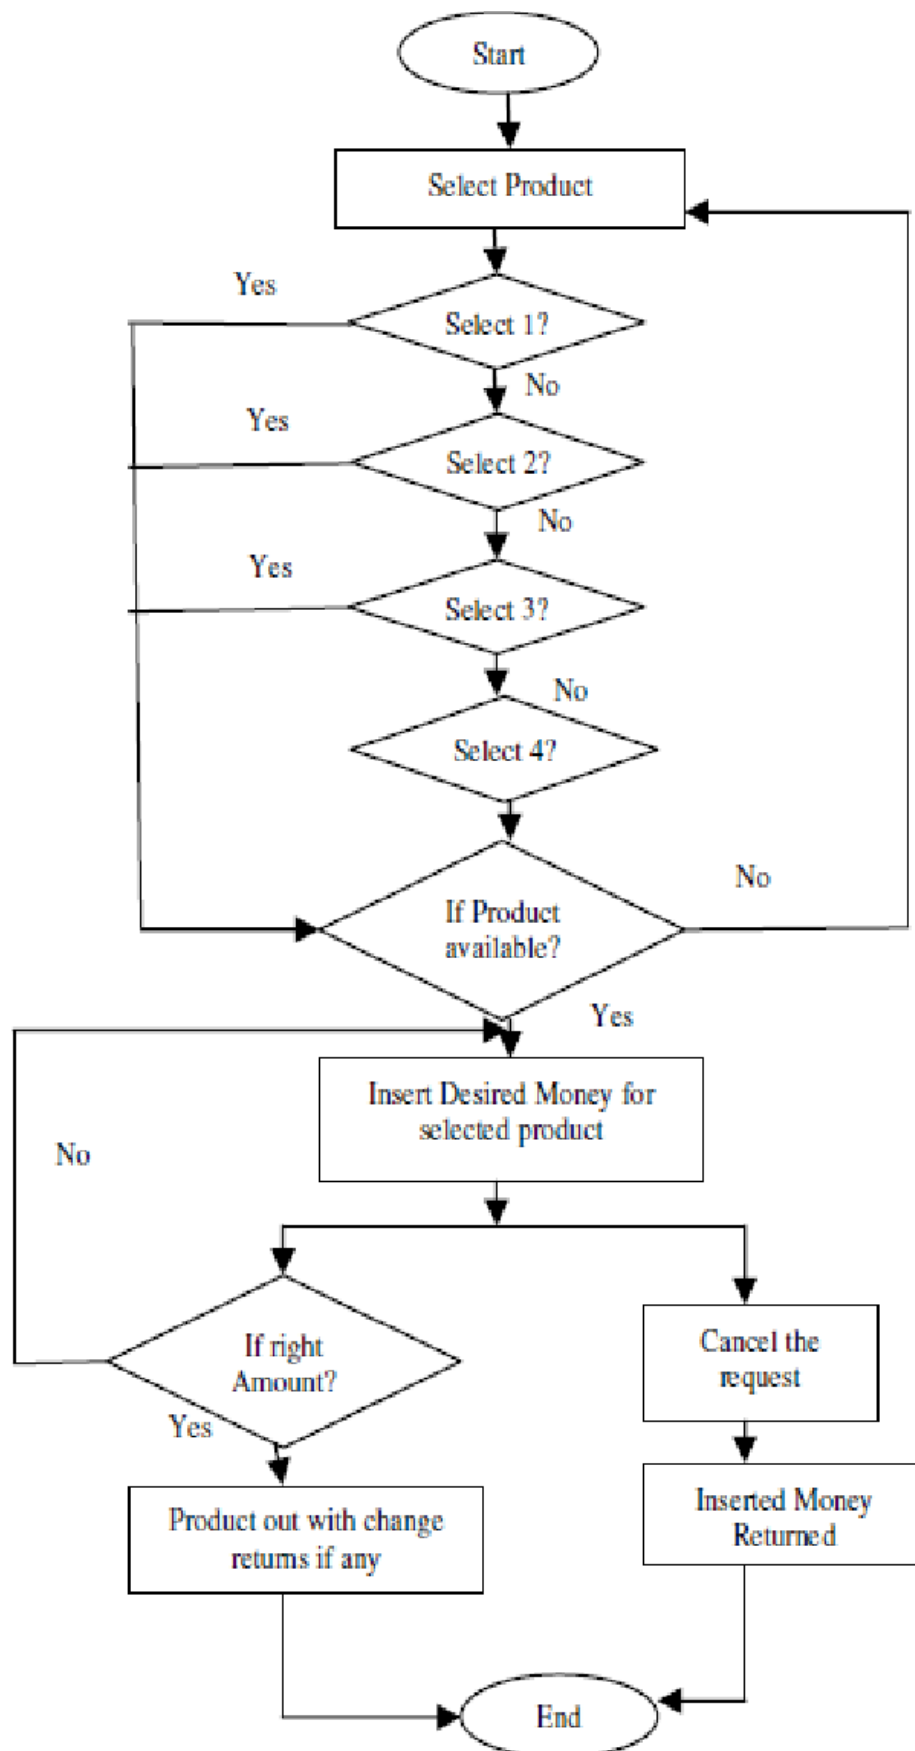 Start
Select Product
Yes
Select 1?
No
Yes
Select 2?
No
Yes
Select 3?
No
Select 4?
No
If Product
available?
Yes
Insert Desired Money for
selected product
No
If right
Amount?
Cancel the
request
Yes
Product out with change
returns if any
Inserted Money
Returned
End